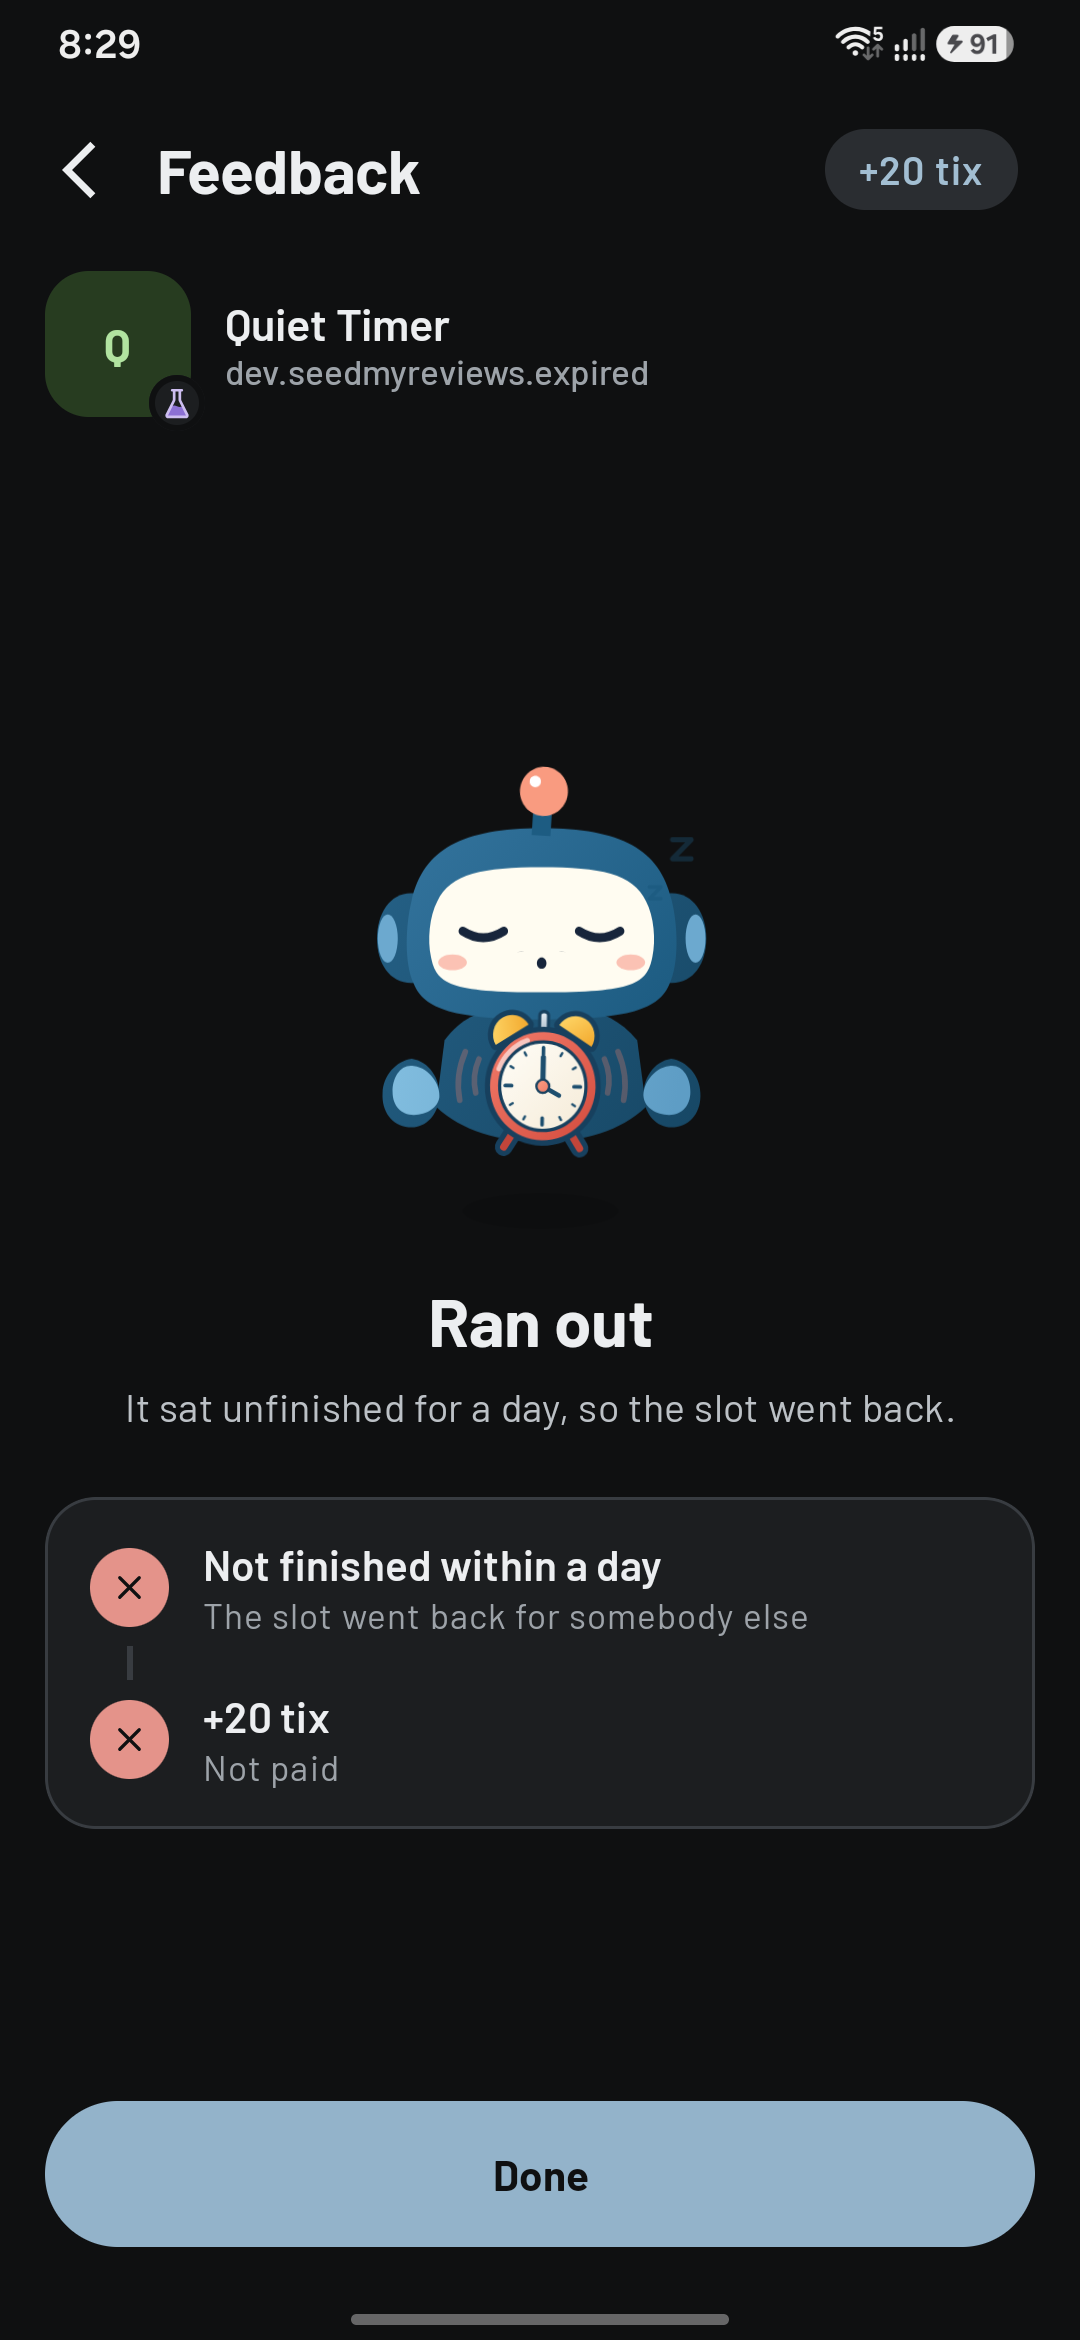 8:29
5
91
Feedback
+20 tix
Q
Quiet Timer
dev.seedmyreviews.expired
z
z
Ran out
It sat unfinished for a day, so the slot went back.
Not finished within a day
The slot went back for somebody else
+20 tix
Not paid
Done